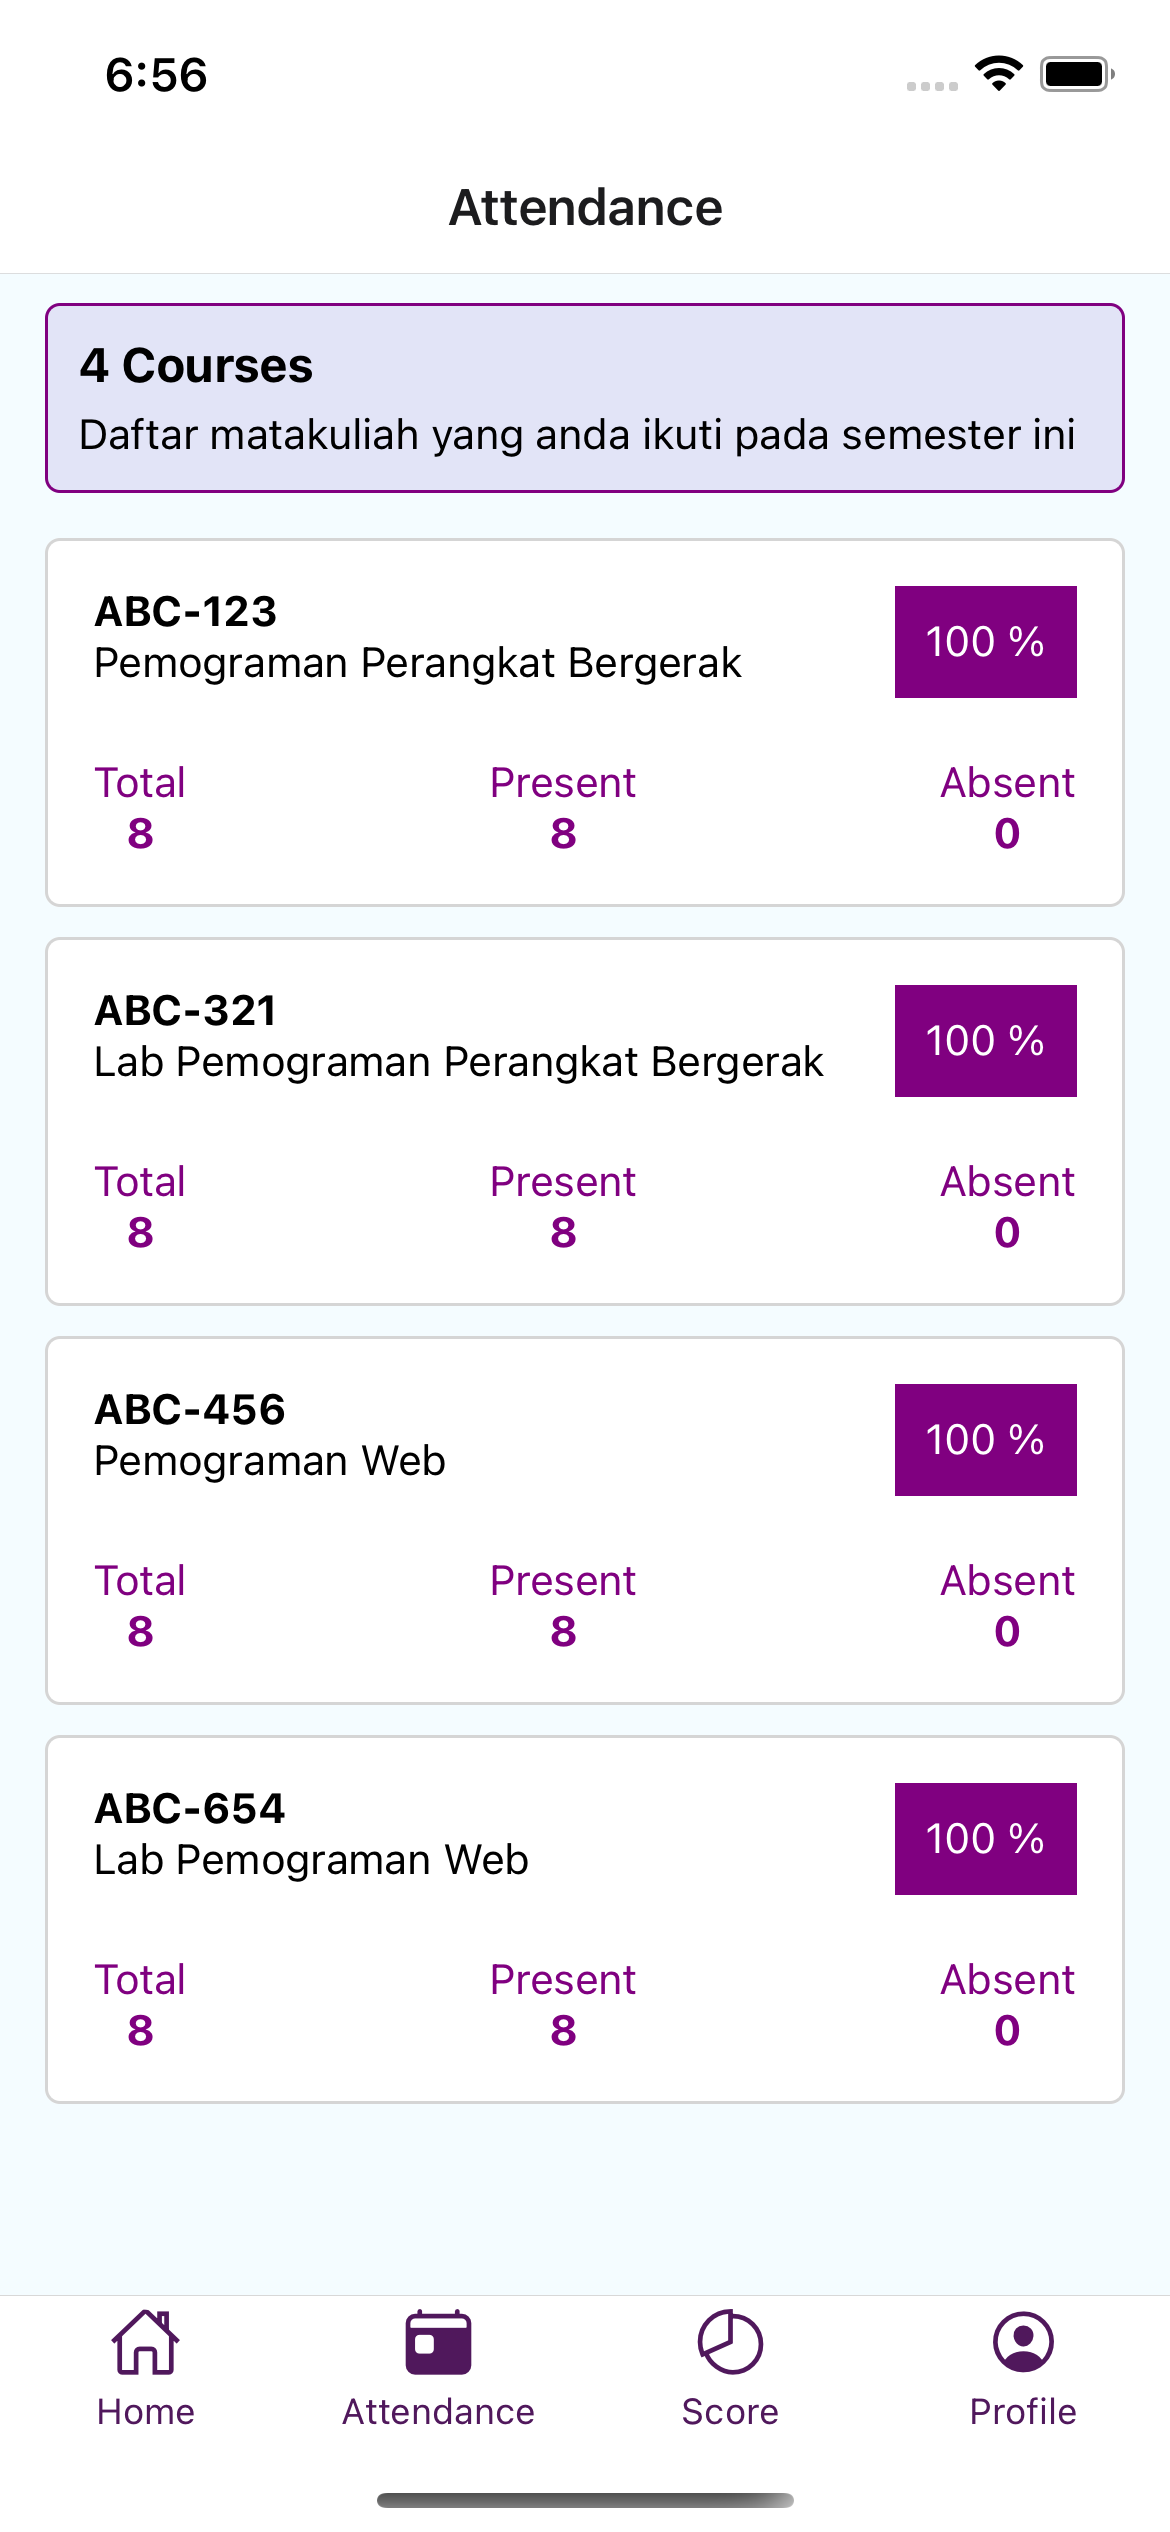 6:56
Attendance
4 Courses
Daftar matakuliah yang anda ikuti pada semester ini
ABC-123
Pemograman Perangkat Bergerak
100 %
Total Present Absent
8 8 0
ABC-321
Lab Pemograman Perangkat Bergerak
100 %
Total Present Absent
8 8 0
ABC-456
Pemograman Web
100 %
Total Present Absent
8 8 0
ABC-654
Lab Pemograman Web
100 %
Total Present Absent
8 8 0
Home Attendance Score Profile